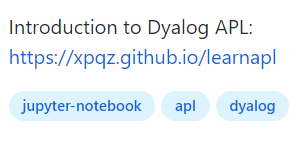 Introduction to Dyalog APL:
https://xpqz.github.io/learnapl
jupyter-notebook apl dyalog